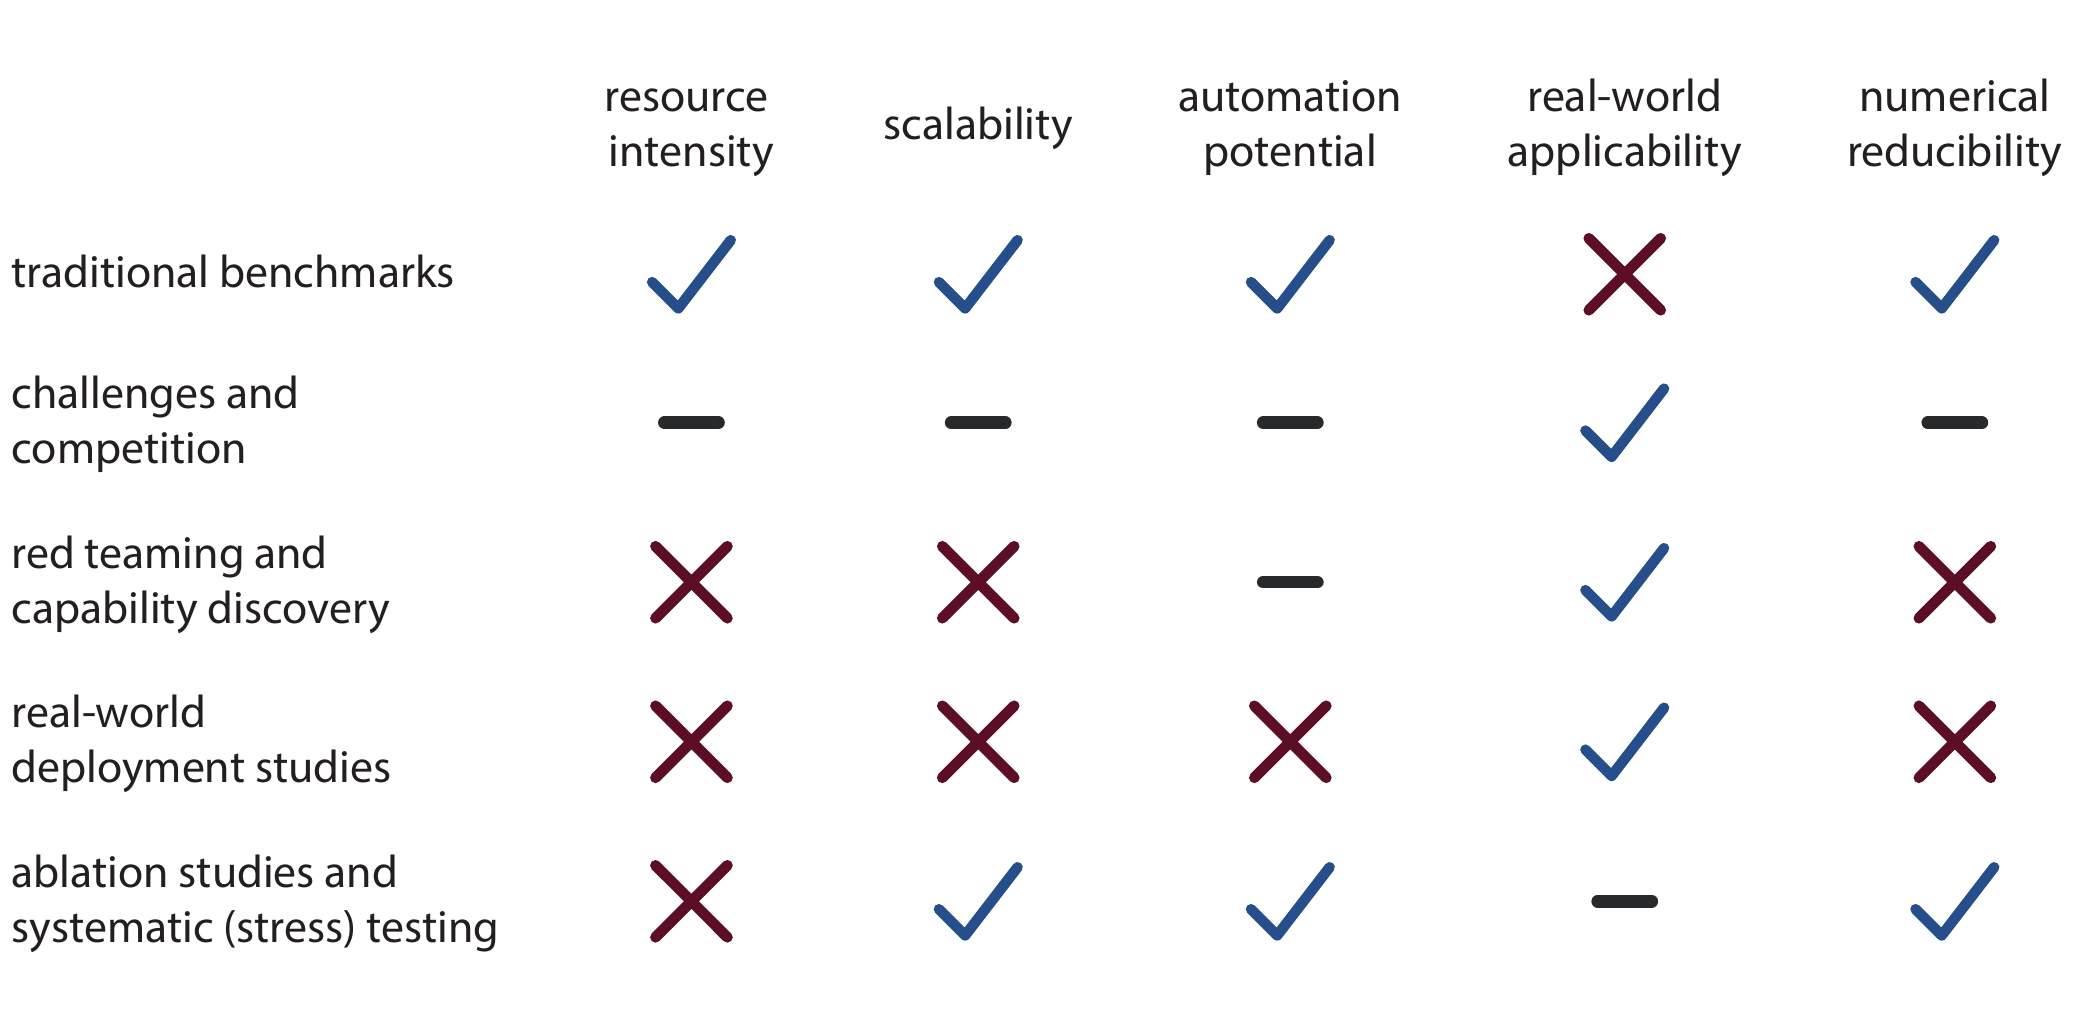 resource
intensity
scalability
automation
potential
real-world
applicability
numerical
reducibility
traditional benchmarks
challenges and
competition
red teaming and
capability discovery
real-world
deployment studies
ablation studies and
systematic (stress) testing